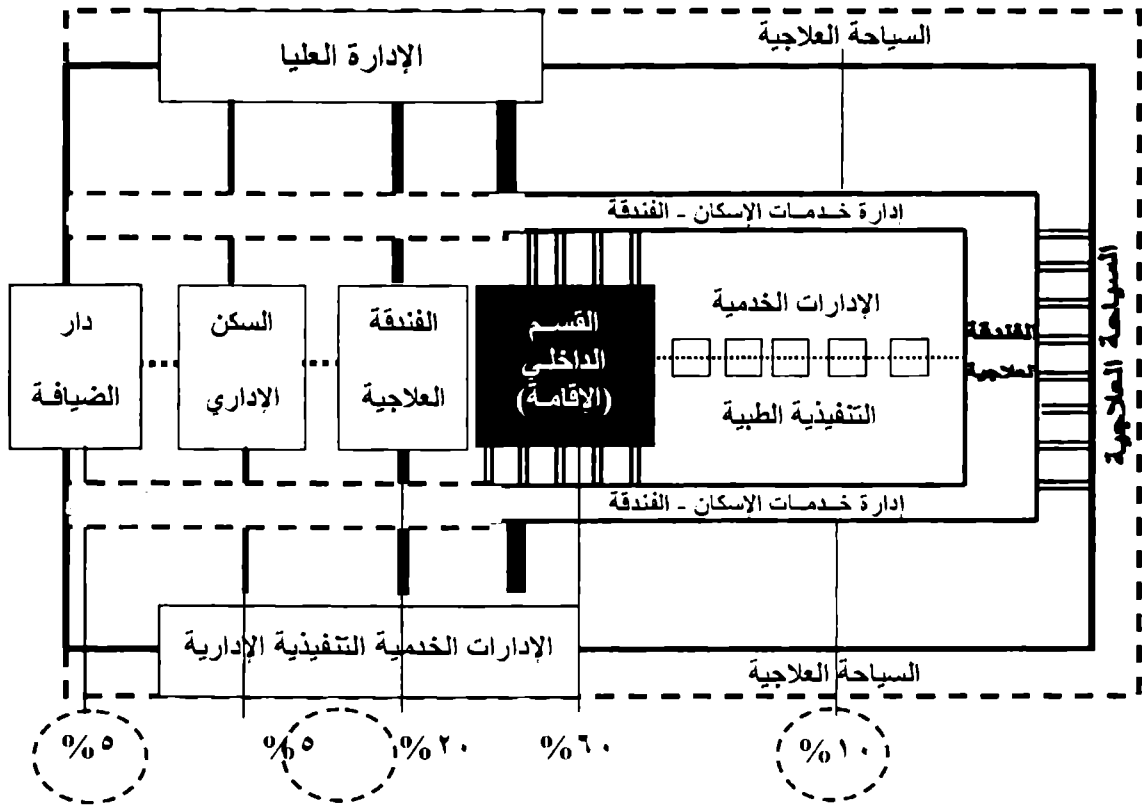 السياحة العلاجية
الإدارة العليا
إدارة خدمات الإسكان - الفندقة
السياحة العلاجية
الإدارات الخدمية
التنفيذية الطبية
الفندقة
العلاجية
القسم
الداخلي
(الإقامة)
الفندقة
العلاجية
السكن
الإداري
دار
الضيافة
إدارة خدمات الإسكان - الفندقة
الإدارات الخدمية التنفيذية الإدارية
السياحة العلاجية
%١٠
%٦٠
%٢٠
%٥
%٥